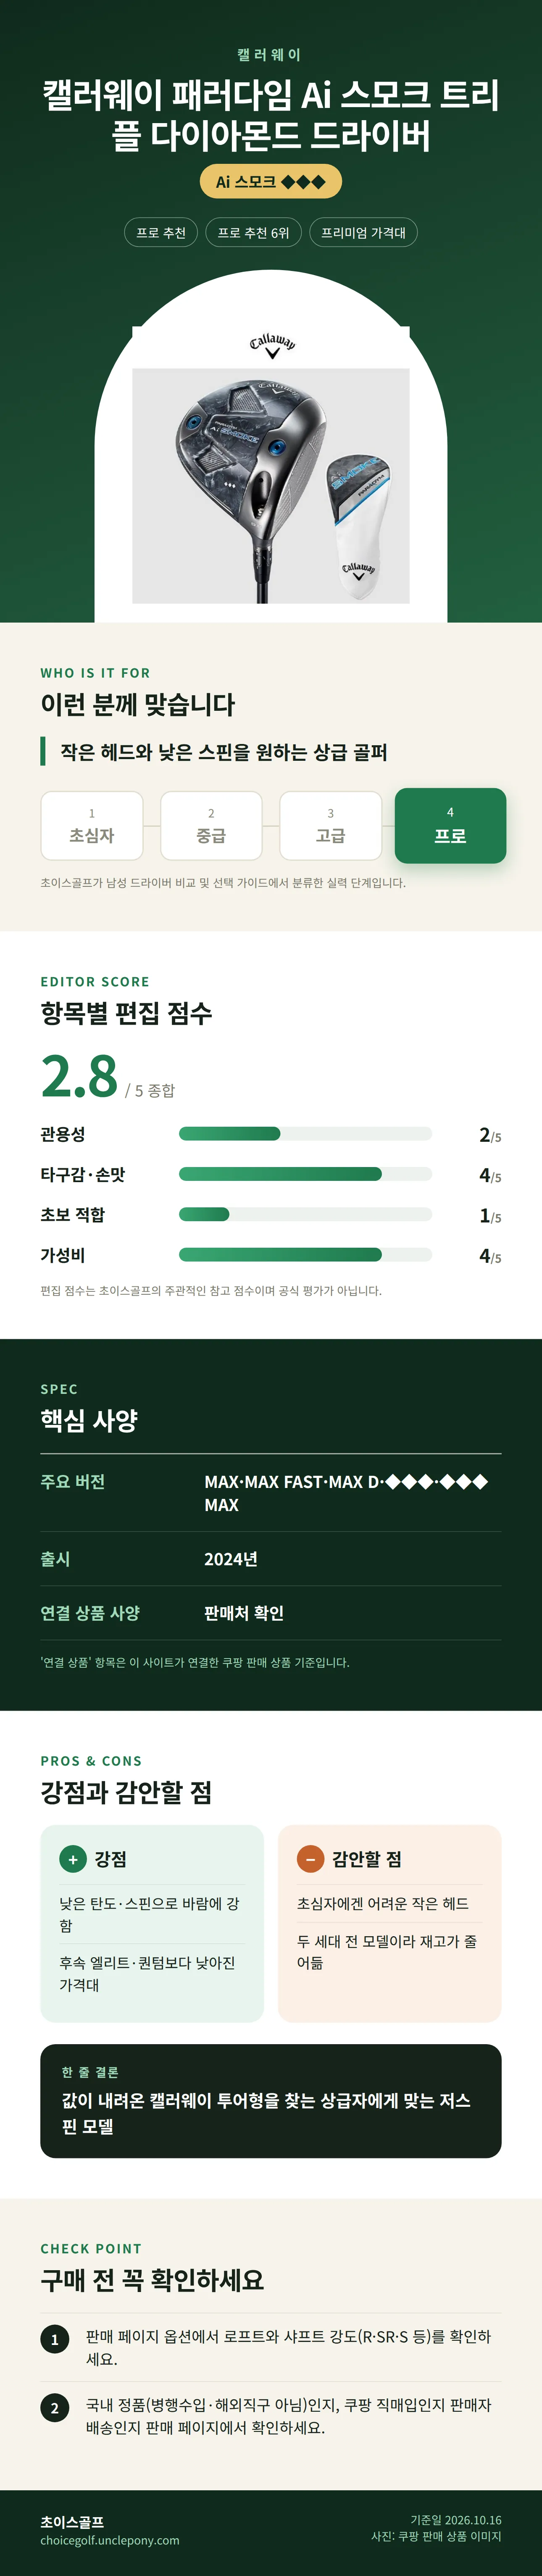 캘러웨이
캘러웨이 패러다임 Ai 스모크 트리
플 다이아몬드 드라이버
Ai 스모크 ◆◆◆
프로 추천
프로 추천 6위
프리미엄 가격대
Callaway
Callaway
PARADYM
Ai SMOKE
SMOKE
PARADYM
Callaway
WHO IS IT FOR
이런 분께 맞습니다
작은 헤드와 낮은 스핀을 원하는 상급 골퍼
1
초심자
2
중급
3
고급
4
프로
초이스골프가 남성 드라이버 비교 및 선택 가이드에서 분류한 실력 단계입니다.
EDITOR SCORE
항목별 편집 점수
2.8 / 5 종합
관용성 2/5
타구감·손맛 4/5
초보 적합 1/5
가성비 4/5
편집 점수는 초이스골프의 주관적인 참고 점수이며 공식 평가가 아닙니다.
SPEC
핵심 사양
주요 버전 MAX·MAX FAST·MAX D·◆◆◆·◆◆◆
MAX
출시 2024년
연결 상품 사양 판매처 확인
'연결 상품' 항목은 이 사이트가 연결한 쿠팡 판매 상품 기준입니다.
PROS & CONS
강점과 감안할 점
+ 강점
낮은 탄도·스핀으로 바람에 강
함
후속 엘리트·퀀텀보다 낮아진
가격대
− 감안할 점
초심자에겐 어려운 작은 헤드
두 세대 전 모델이라 재고가 줄
어듦
한 줄 결론
값이 내려온 캘러웨이 투어형을 찾는 상급자에게 맞는 저스
핀 모델
CHECK POINT
구매 전 꼭 확인하세요
1 판매 페이지 옵션에서 로프트와 샤프트 강도(R·SR·S 등)를 확인하
세요.
2 국내 정품(병행수입·해외직구 아님)인지, 쿠팡 직매입인지 판매자
배송인지 판매 페이지에서 확인하세요.
초이스골프
choicegolf.unclepony.com
기준일 2026.10.16
사진: 쿠팡 판매 상품 이미지